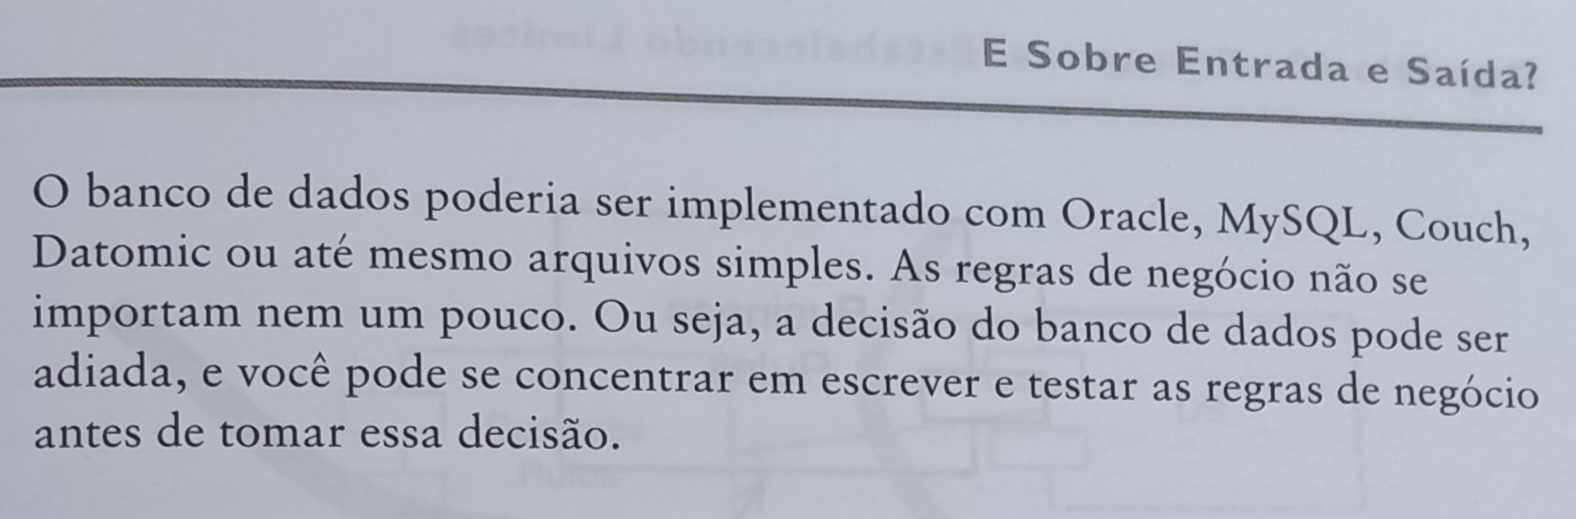 E Sobre Entrada e Saída?
O banco de dados poderia ser implementado com Oracle, MySQL, Couch,
Datomic ou até mesmo arquivos simples. As regras de negócio não se
importam nem um pouco. Ou seja, a decisão do banco de dados pode ser
adiada, e você pode se concentrar em escrever e testar as regras de negócio
antes de tomar essa decisão.